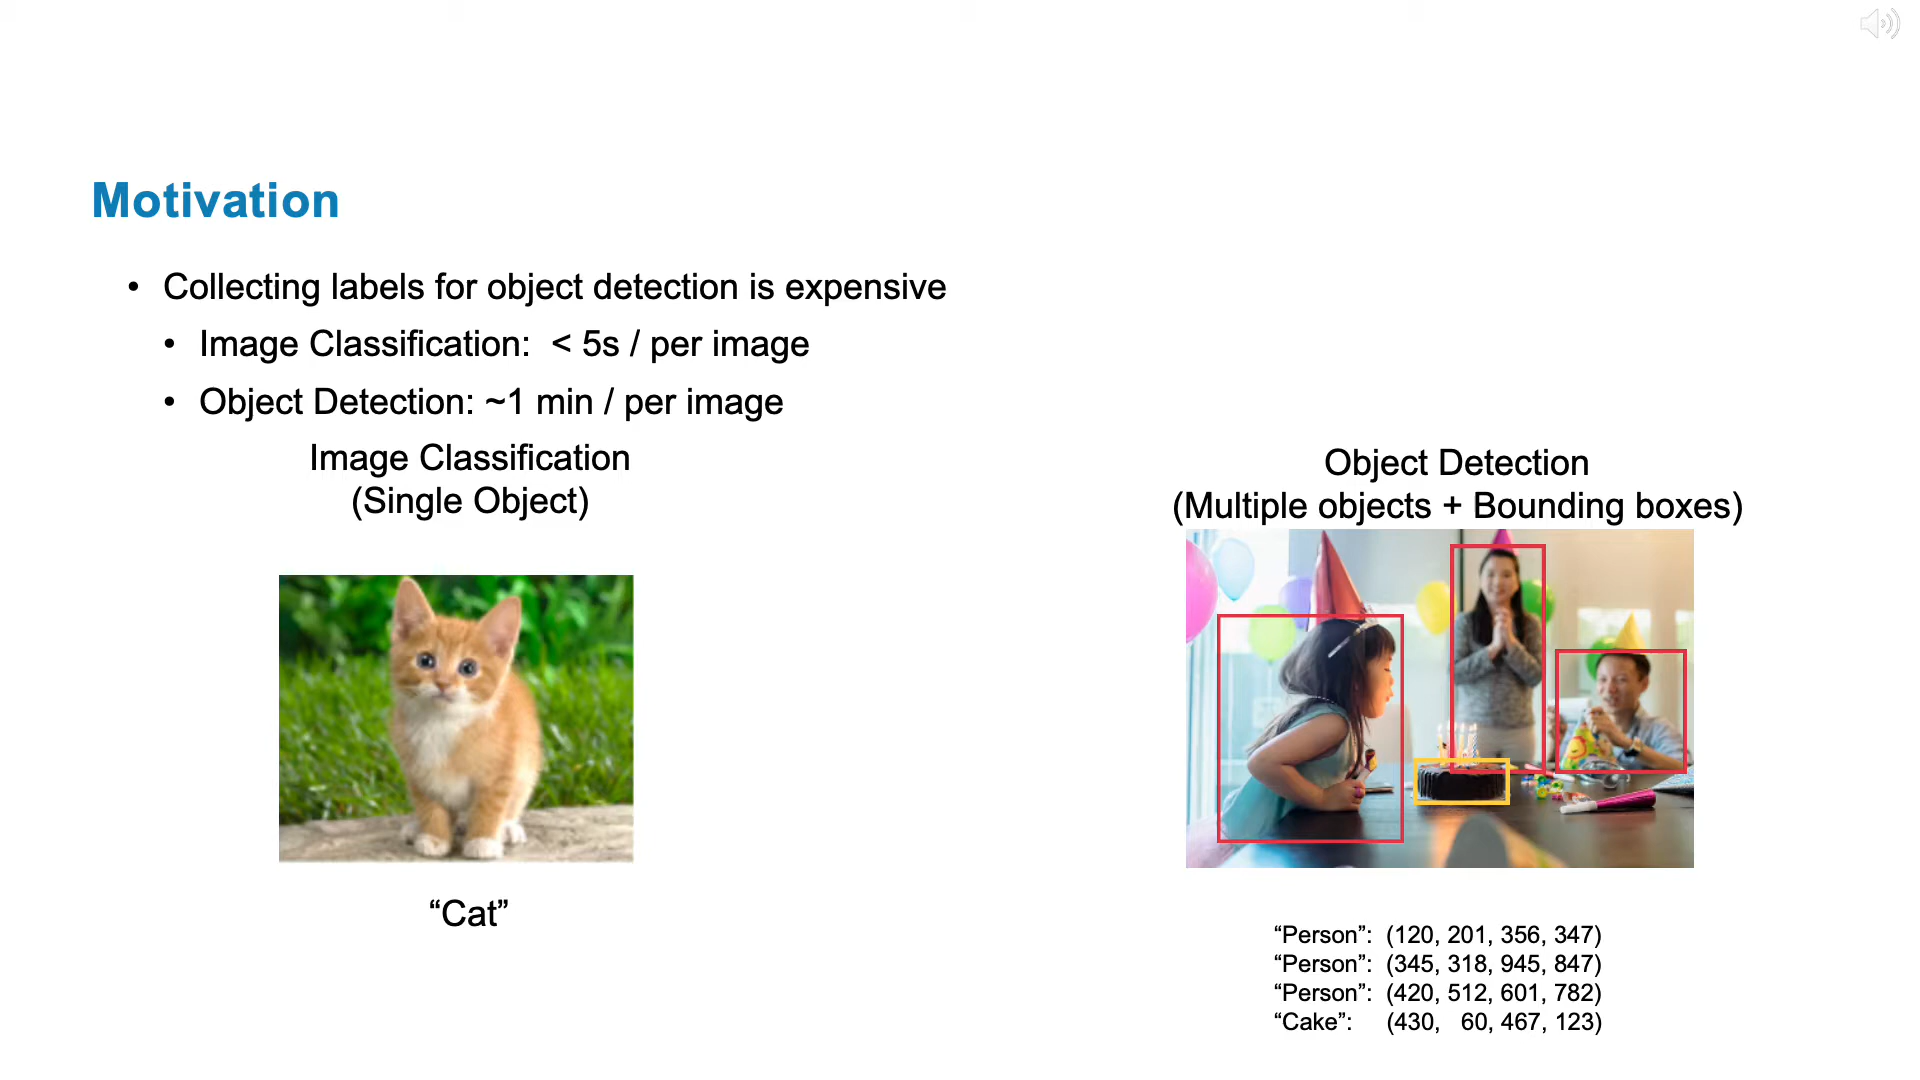 Motivation
• Collecting labels for object detection is expensive
• Image Classification:  < 5s / per image
• Object Detection: ~1 min / per image
Image Classification
(Single Object)
“Cat”
Object Detection
(Multiple objects + Bounding boxes)
“Person”:  (120, 201, 356, 347)
“Person”:  (345, 318, 945, 847)
“Person”:  (420, 512, 601, 782)
“Cake”:  (430,  60, 467, 123)